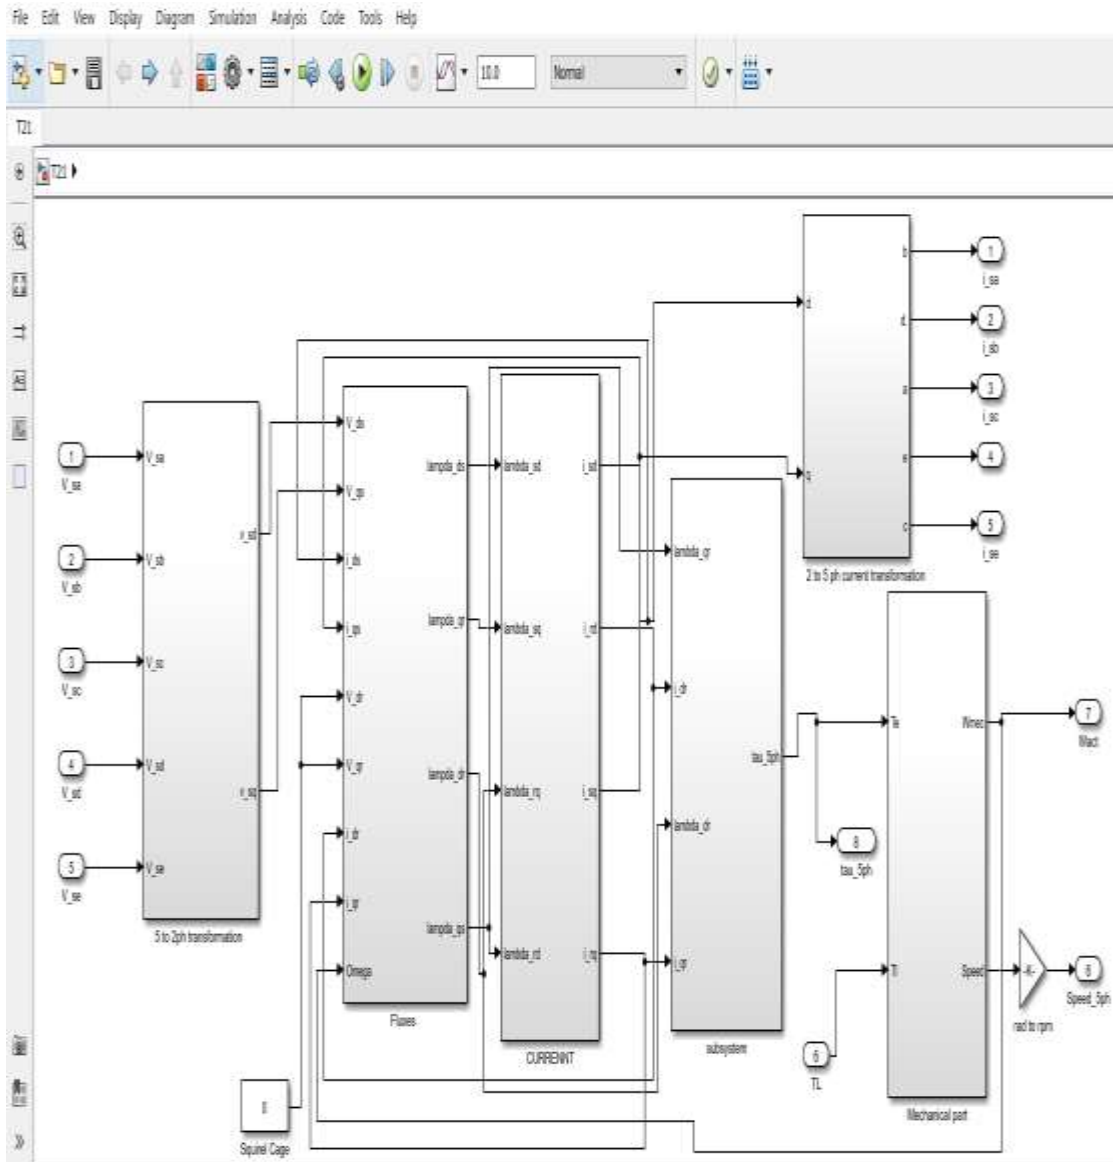 File Edit View Display Diagram Simulation Analysis Code Tools Help
10.0 Normal
T21
T21
1
V_sa
2
V_sb
3
V_sc
4
V_sd
5
V_se
V_sa
V_sb
V_sc
V_sd
V_se
v_sd
v_sq
5 to 2ph transformation
V_ds
V_qs
i_ds
i_qs
V_dr
V_qr
i_dr
i_qr
Omega
lampda_ds
lampda_qr
lampda_dr
lampda_qs
Fluxes
0
Squirel Cage
lambda_sd
lambda_sq
lambda_rq
lambda_rd
i_sd
i_rd
i_sq
i_rq
CURRENNT
lambda_qr
i_dr
lambda_dr
i_qr
tau_5ph
subsystem
d
q
b
d
a
e
c
2 to 5 ph current transformation
1
i_sa
2
i_sb
3
i_sc
4
5
i_se
Te
Tl
Wmec
Speed
Mechanical part
7
Wact
8
tau_5ph
6
TL
-K-
rad to rpm
6
Speed_5ph